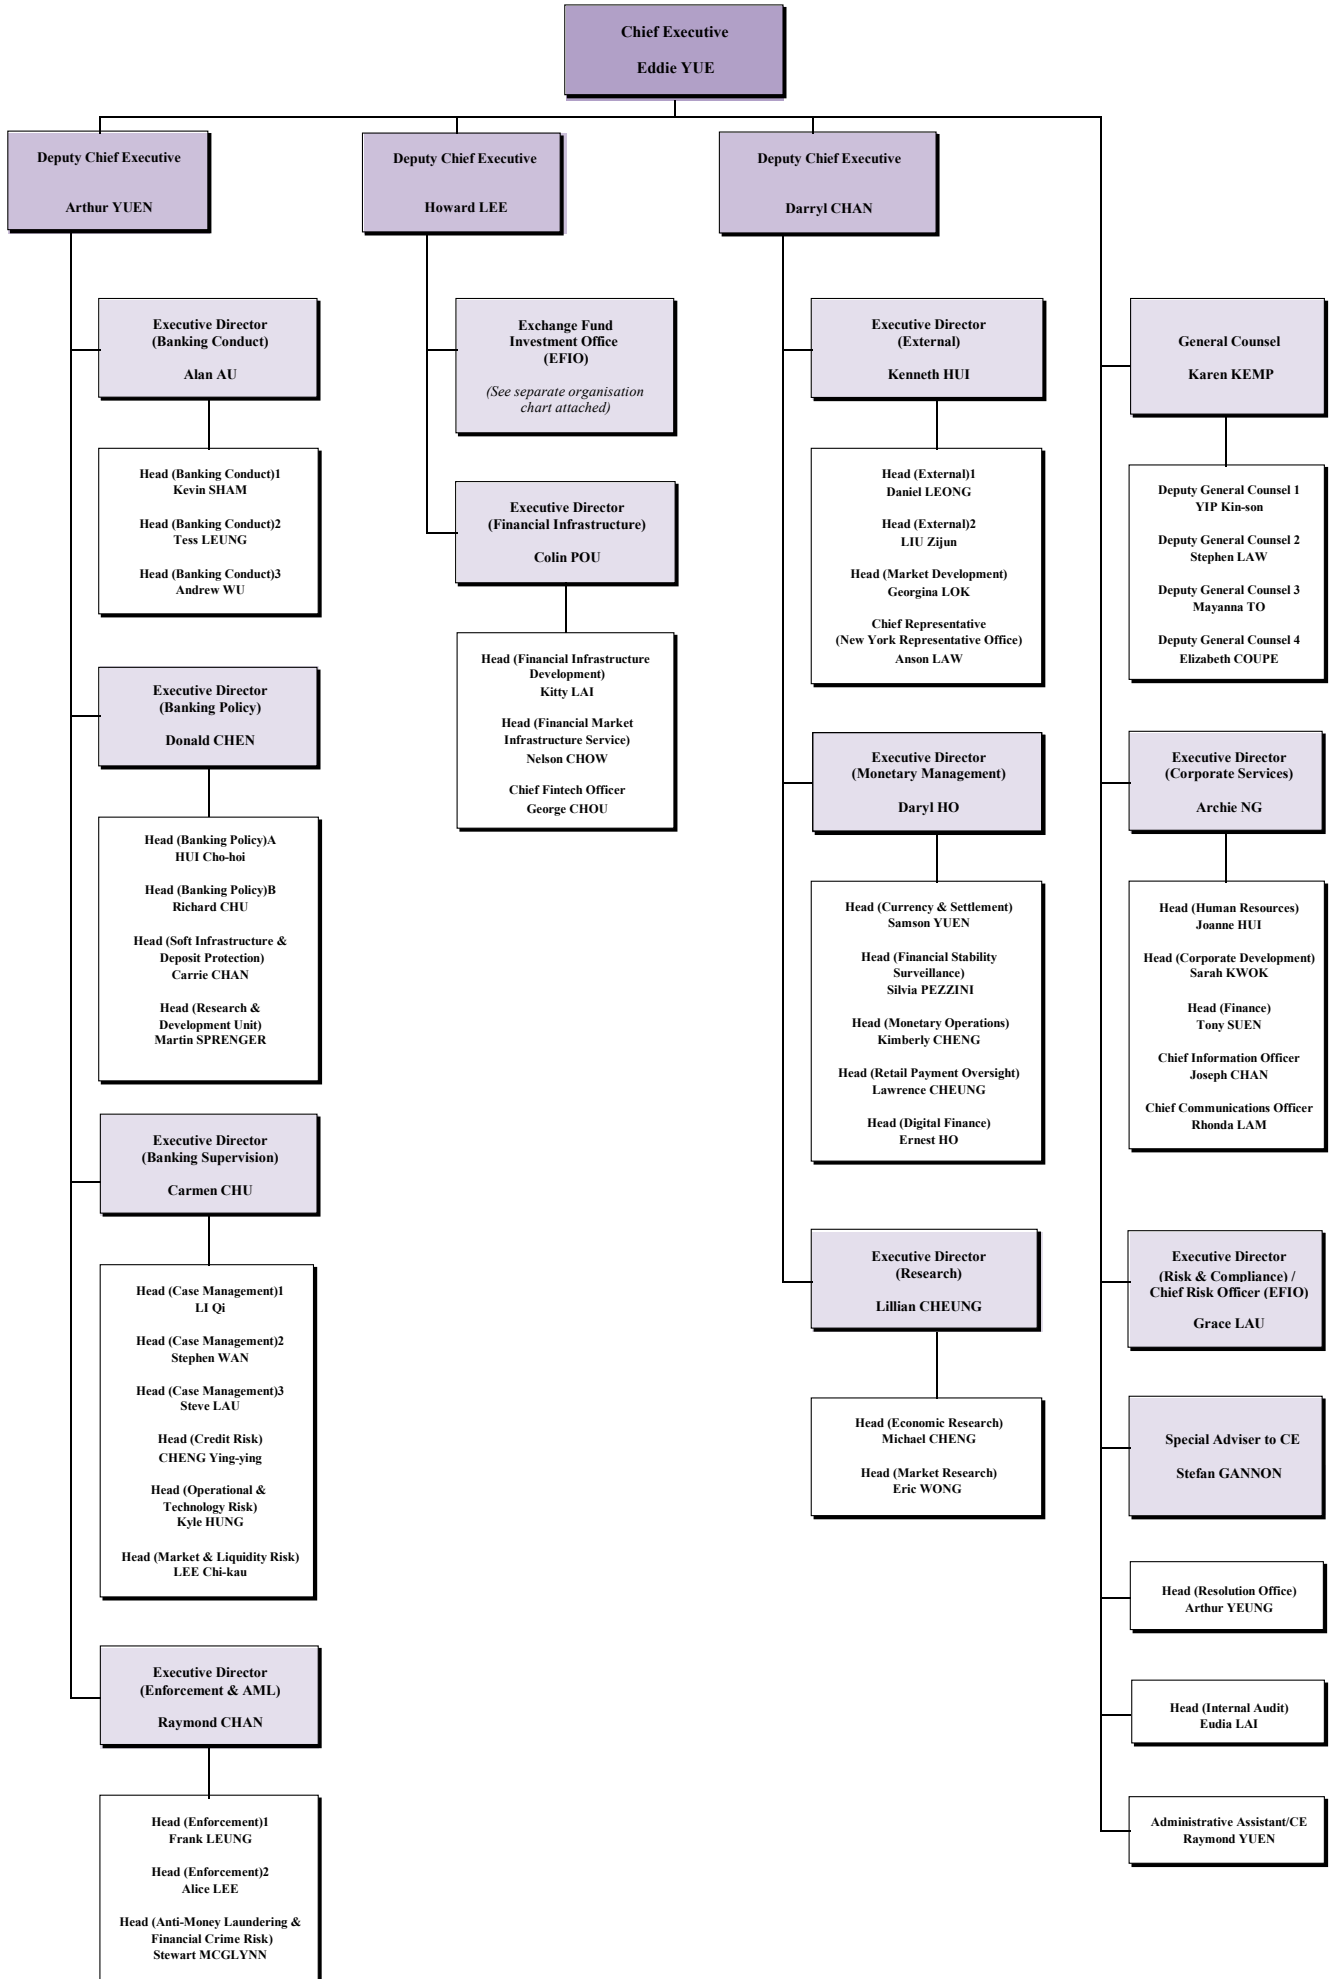 Chief Executive
Eddie YUE
Deputy Chief Executive
Arthur YUEN
Executive Director
(Banking Conduct)
Alan AU
Head (Banking Conduct)1
Kevin SHAM
Head (Banking Conduct)2
Tess LEUNG
Head (Banking Conduct)3
Andrew WU
Executive Director
(Banking Policy)
Donald CHEN
Head (Banking Policy)A
HUI Cho-hoi
Head (Banking Policy)B
Richard CHU
Head (Soft Infrastructure &
Deposit Protection)
Carrie CHAN
Head (Research &
Development Unit)
Martin SPRENGER
Executive Director
(Banking Supervision)
Carmen CHU
Head (Case Management)1
LI Qi
Head (Case Management)2
Stephen WAN
Head (Case Management)3
Steve LAU
Head (Credit Risk)
CHENG Ying-ying
Head (Operational &
Technology Risk)
Kyle HUNG
Head (Market & Liquidity Risk)
LEE Chi-kau
Executive Director
(Enforcement & AML)
Raymond CHAN
Head (Enforcement)1
Frank LEUNG
Head (Enforcement)2
Alice LEE
Head (Anti-Money Laundering &
Financial Crime Risk)
Stewart MCGLYNN
Deputy Chief Executive
Howard LEE
Exchange Fund
Investment Office
(EFIO)
(See separate organisation
chart attached)
Executive Director
(Financial Infrastructure)
Colin POU
Head (Financial Infrastructure
Development)
Kitty LAI
Head (Financial Market
Infrastructure Service)
Nelson CHOW
Chief Fintech Officer
George CHOU
Deputy Chief Executive
Darryl CHAN
Executive Director
(External)
Kenneth HUI
Head (External)1
Daniel LEONG
Head (External)2
LIU Zijun
Head (Market Development)
Georgina LOK
Chief Representative
(New York Representative Office)
Anson LAW
Executive Director
(Monetary Management)
Daryl HO
Head (Currency & Settlement)
Samson YUEN
Head (Financial Stability
Surveillance)
Silvia PEZZINI
Head (Monetary Operations)
Kimberly CHENG
Head (Retail Payment Oversight)
Lawrence CHEUNG
Head (Digital Finance)
Ernest HO
Executive Director
(Research)
Lillian CHEUNG
Head (Economic Research)
Michael CHENG
Head (Market Research)
Eric WONG
General Counsel
Karen KEMP
Deputy General Counsel 1
YIP Kin-son
Deputy General Counsel 2
Stephen LAW
Deputy General Counsel 3
Mayanna TO
Deputy General Counsel 4
Elizabeth COUPE
Executive Director
(Corporate Services)
Archie NG
Head (Human Resources)
Joanne HUI
Head (Corporate Development)
Sarah KWOK
Head (Finance)
Tony SUEN
Chief Information Officer
Joseph CHAN
Chief Communications Officer
Rhonda LAM
Executive Director
(Risk & Compliance) /
Chief Risk Officer (EFIO)
Grace LAU
Special Adviser to CE
Stefan GANNON
Head (Resolution Office)
Arthur YEUNG
Head (Internal Audit)
Eudia LAI
Administrative Assistant/CE
Raymond YUEN